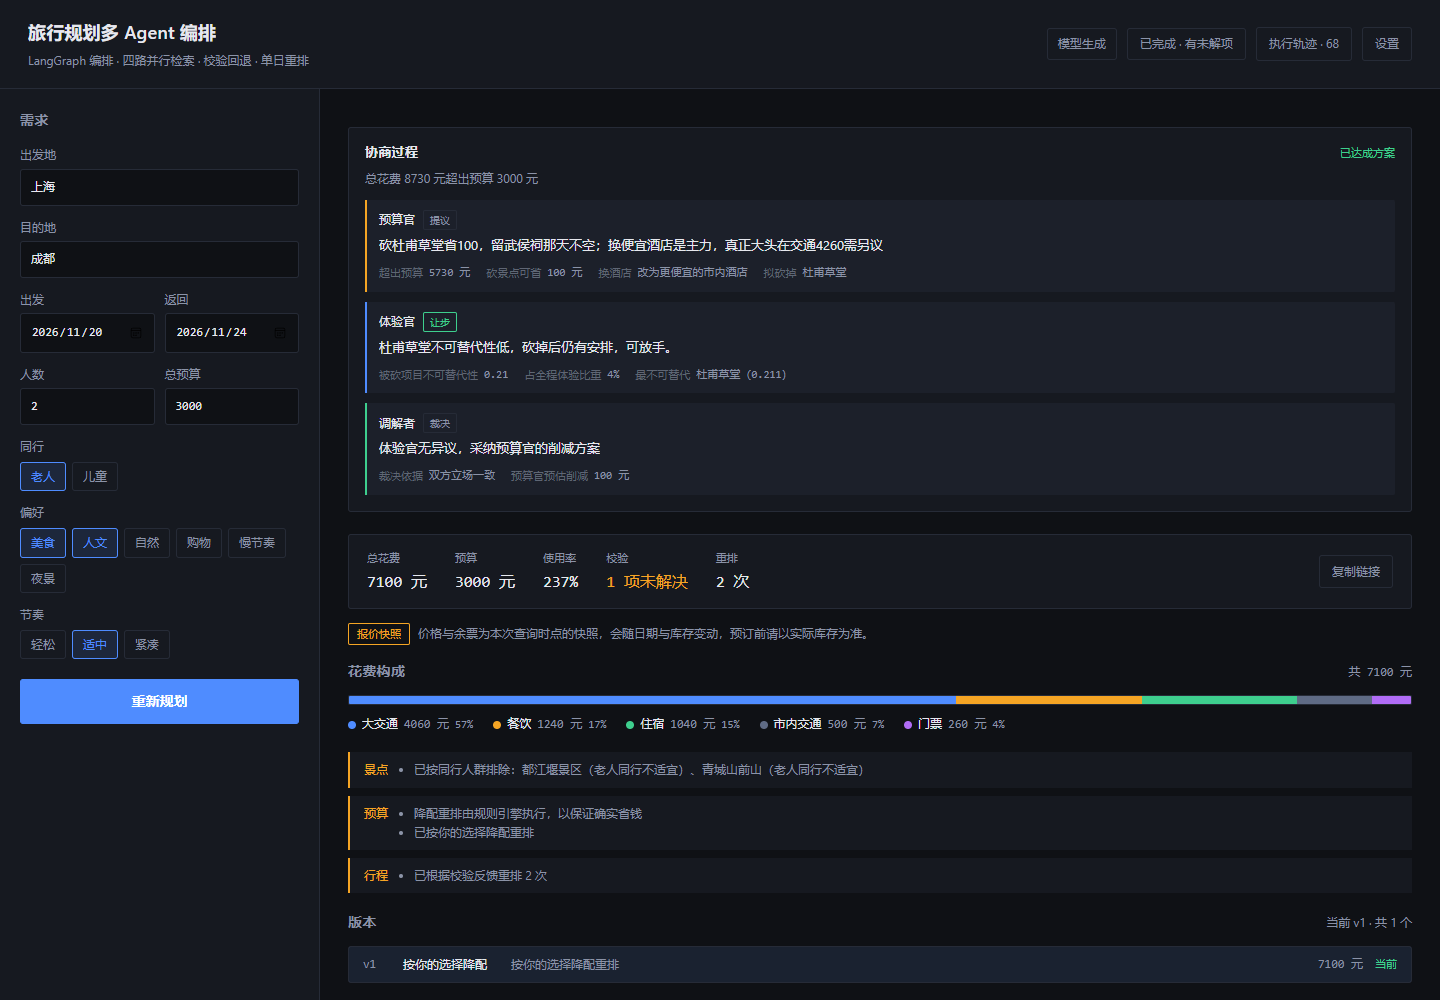 旅行规划多 Agent 编排
LangGraph 编排 · 四路并行检索 · 校验回退 · 单日重排
模型生成
已完成 · 有未解项
执行轨迹 · 68
设置
需求
出发地
上海
目的地
成都
出发 返回
2026/11/20 2026/11/24
人数 总预算
2 3000
同行
老人 儿童
偏好
美食 人文 自然 购物 慢节奏
夜景
节奏
轻松 适中 紧凑
重新规划
协商过程 已达成方案
总花费 8730 元超出预算 3000 元
预算官 提议
砍杜甫草堂省100，留武侯祠那天不空；换便宜酒店是主力，真正大头在交通4260需另议
超出预算 5730 元 砍景点可省 100 元 换酒店 改为更便宜的市内酒店 拟砍掉 杜甫草堂
体验官 让步
杜甫草堂不可替代性低，砍掉后仍有安排，可放手。
被砍项目不可替代性 0.21 占全程体验比重 4% 最不可替代 杜甫草堂（0.211）
调解者 裁决
体验官无异议，采纳预算官的削减方案
裁决依据 双方立场一致 预算官预估削减 100 元
总花费 预算 使用率 校验 重排
7100 元 3000 元 237% 1 项未解决 2 次
复制链接
报价快照 价格与余票为本次查询时点的快照，会随日期与库存变动，预订前请以实际库存为准。
花费构成 共 7100 元
大交通 4060 元 57% 餐饮 1240 元 17% 住宿 1040 元 15% 市内交通 500 元 7% 门票 260 元 4%
景点 • 已按同行人群排除：都江堰景区（老人同行不适宜）、青城山前山（老人同行不适宜）
预算 • 降配重排由规则引擎执行，以保证确实省钱
• 已按你的选择降配重排
行程 • 已根据校验反馈重排 2 次
版本 当前 v1 · 共 1 个
v1 按你的选择降配 按你的选择降配重排 7100 元 当前